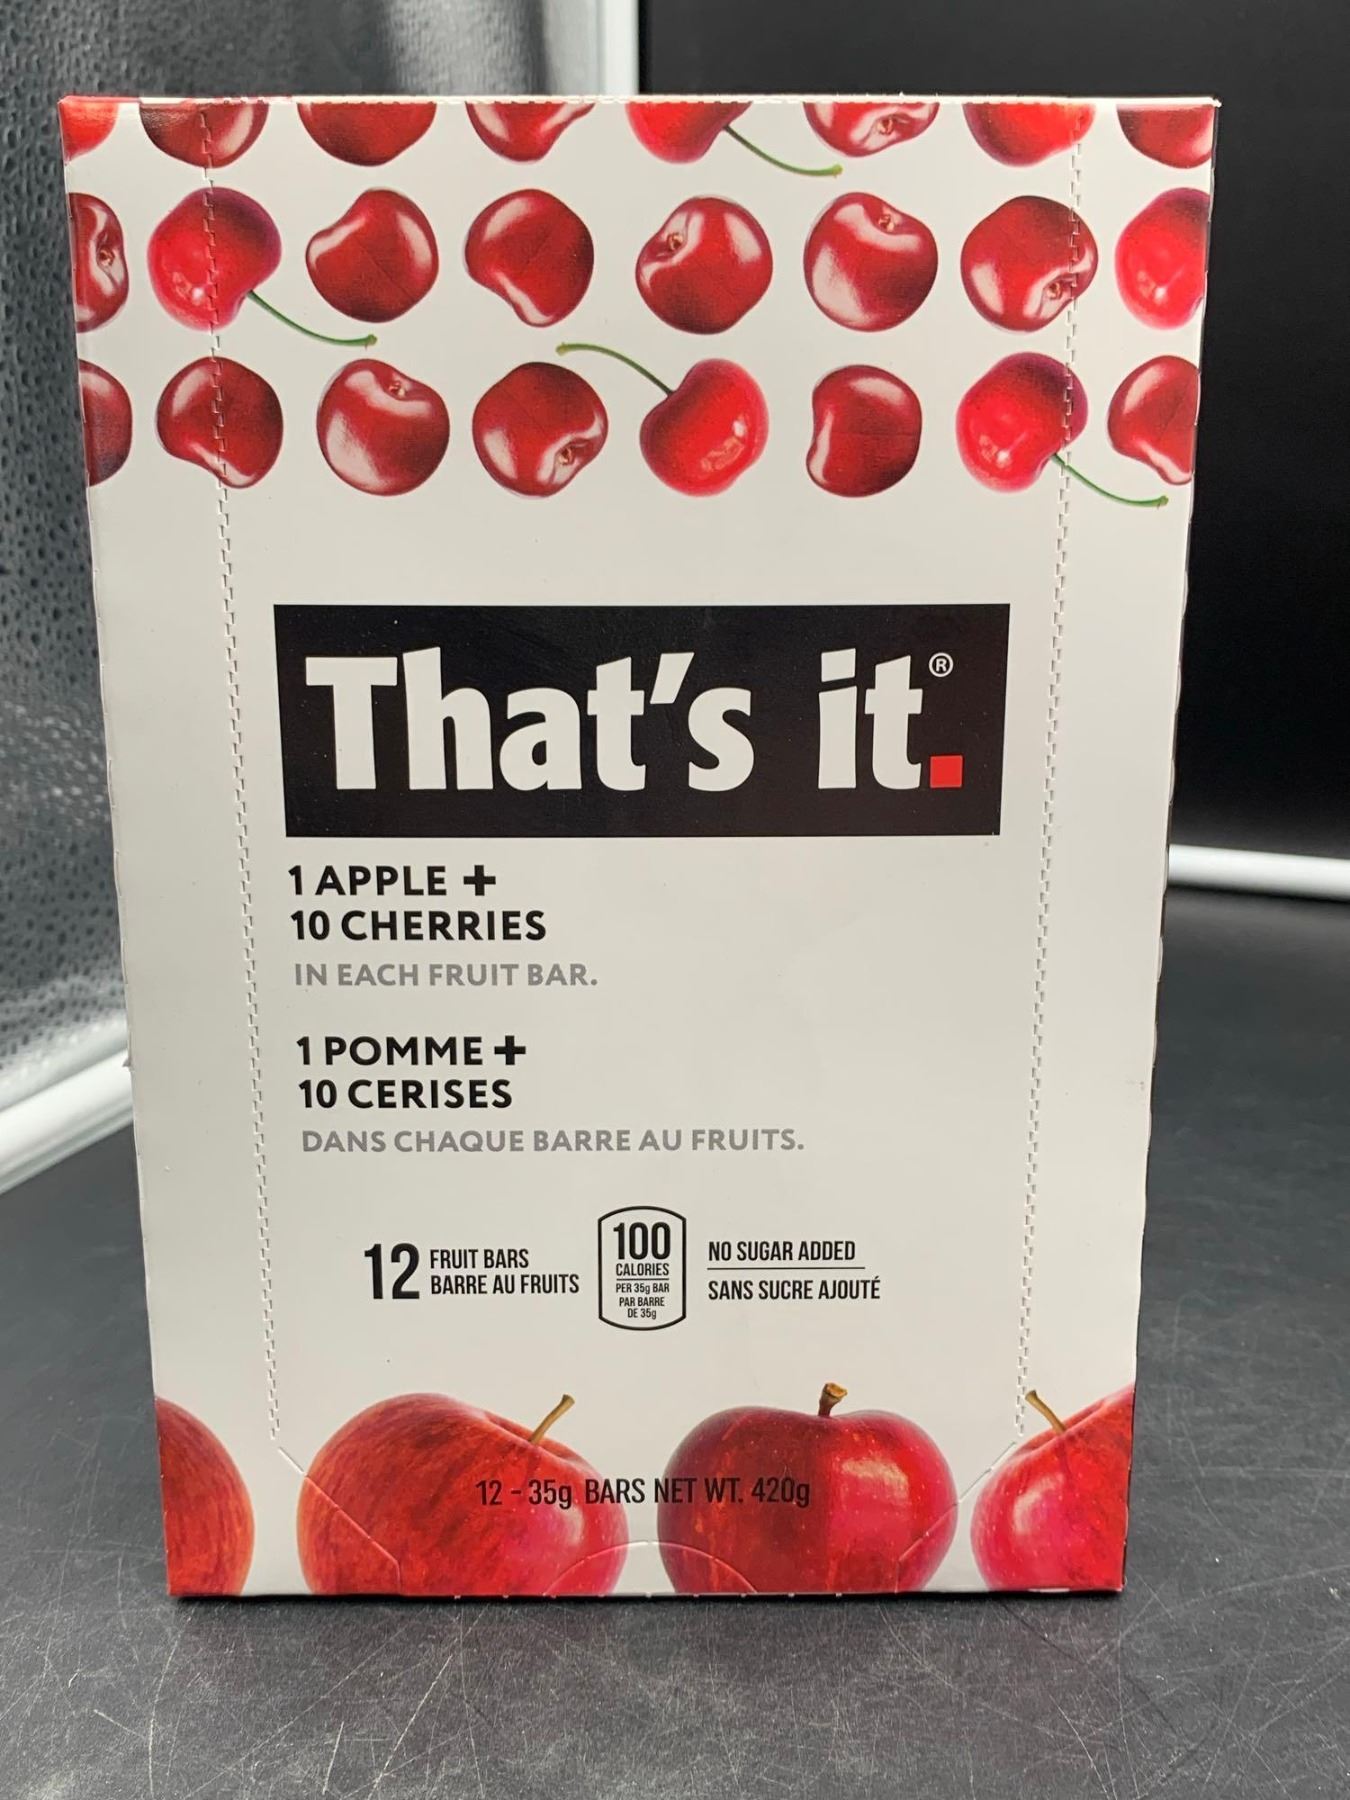 That's it.®
1 APPLE +
10 CHERRIES
IN EACH FRUIT BAR.
1 POMME +
10 CERISES
DANS CHAQUE BARRE AU FRUITS.
12 FRUIT BARS
BARRE AU FRUITS
100
CALORIES
PER 35g BAR
PAR BARRE
DE 35g
NO SUGAR ADDED
SANS SUCRE AJOUTÉ
12 - 35g BARS NET WT. 420g